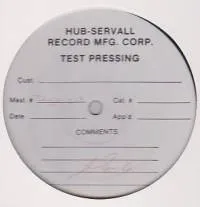 HUB-SERVALL
RECORD MFG. CORP.
TEST PRESSING
Cust.
Mast. # Cat. #
Date App'd.
COMMENTS